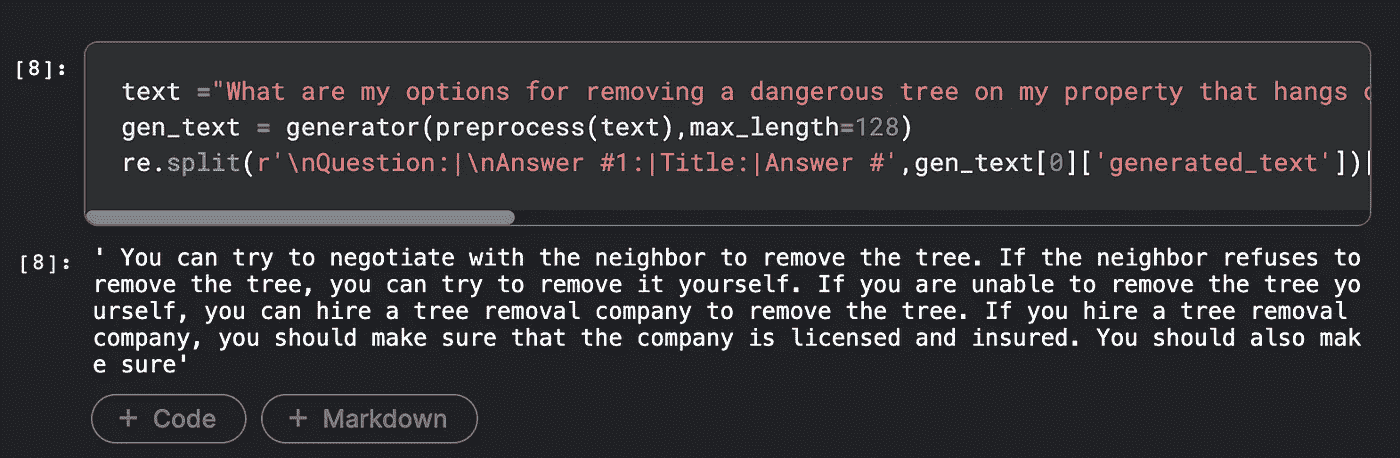 [8]:
text ="What are my options for removing a dangerous tree on my property that hangs
gen_text = generator(preprocess(text),max_length=128)
re.split(r'\nQuestion:|\nAnswer #1:|Title:|Answer #',gen_text[0]['generated_text'])
[8]:
' You can try to negotiate with the neighbor to remove the tree. If the neighbor refuses to
remove the tree, you can try to remove it yourself. If you are unable to remove the tree yo
urself, you can hire a tree removal company to remove the tree. If you hire a tree removal
company, you should make sure that the company is licensed and insured. You should also mak
e sure'
+ Code
+ Markdown